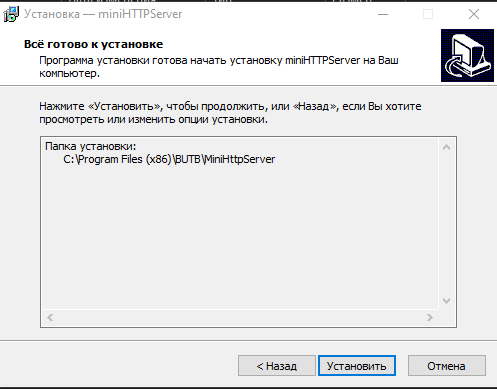 Установка — miniHTTPServer
Всё готово к установке
Программа установки готова начать установку miniHTTPServer на Ваш
компьютер.
Нажмите «Установить», чтобы продолжить, или «Назад», если Вы хотите
просмотреть или изменить опции установки.
Папка установки:
C:\Program Files (x86)\BUTB\MiniHttpServer
< Назад
Установить
Отмена